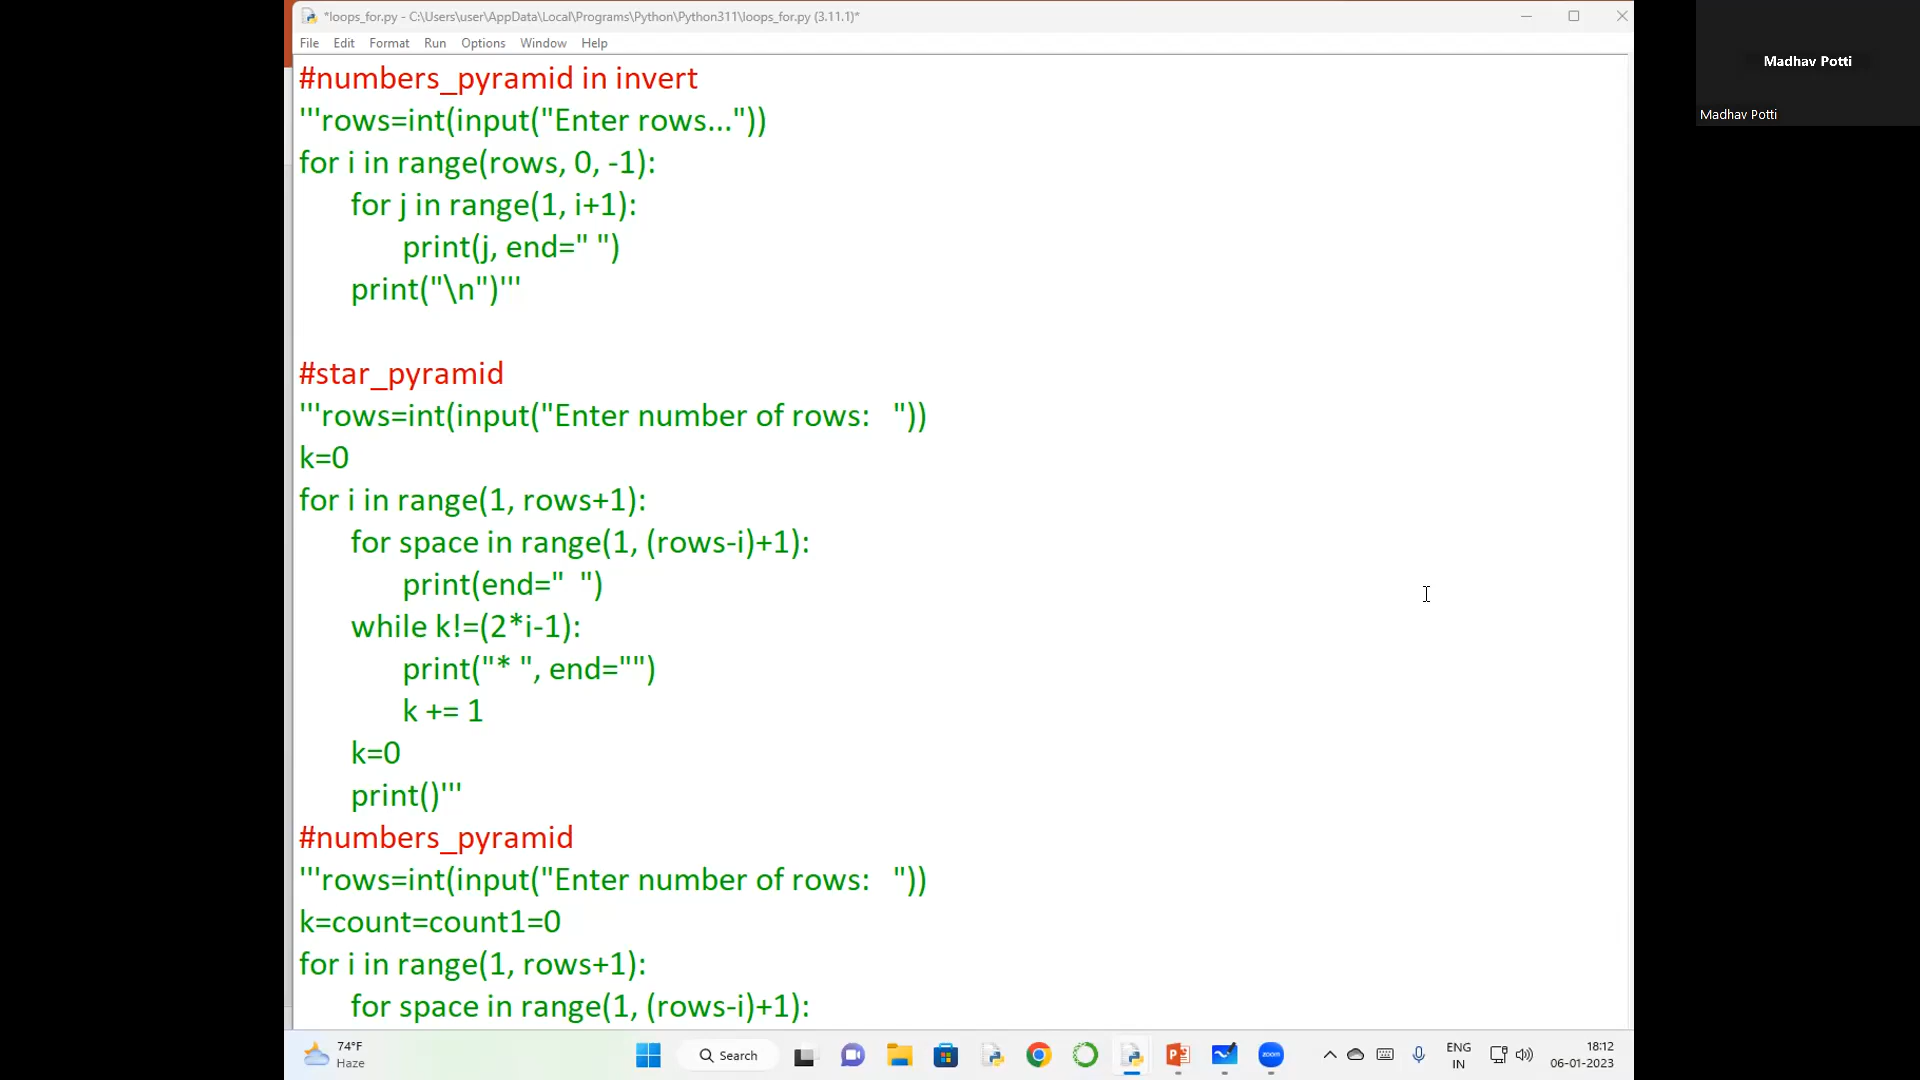 *loops_for.py - C:\Users\user\AppData\Local\Programs\Python\Python311\loops_for.py (3.11.1)*
File Edit Format Run Options Window Help
#numbers_pyramid in invert
'''rows=int(input("Enter rows..."))
for i in range(rows, 0, -1):
    for j in range(1, i+1):
        print(j, end=" ")
    print("\n")'''
#star_pyramid
'''rows=int(input("Enter number of rows:   "))
k=0
for i in range(1, rows+1):
    for space in range(1, (rows-i)+1):
        print(end="  ")
    while k!=(2*i-1):
        print("* ", end="")
        k += 1
    k=0
    print()'''
#numbers_pyramid
'''rows=int(input("Enter number of rows:   "))
k=count=count1=0
for i in range(1, rows+1):
    for space in range(1, (rows-i)+1):
Madhav Potti
Madhav Potti
74°F
Haze
Search
zoom
ENG
IN
18:12
06-01-2023